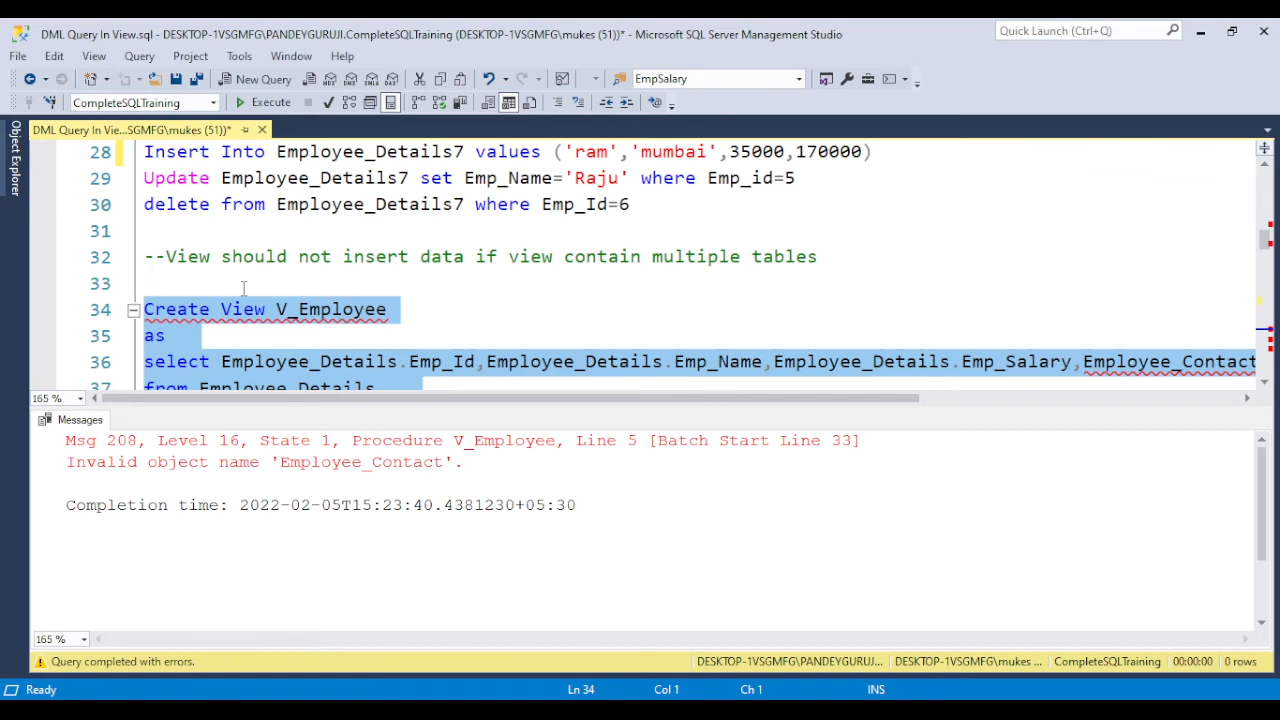 DML Query In View.sql - DESKTOP-1VSGMFG\PANDEYGURUJI.CompleteSQLTraining (DESKTOP-1VSGMFG\mukes (51))* - Microsoft SQL Server Management Studio
Quick Launch (Ctrl+Q)
File Edit View Query Project Tools Window Help
New Query
EmpSalary
CompleteSQLTraining
Execute
DML Query In Vie...SGMFG\mukes (51))*
Object Explorer
28 Insert Into Employee_Details7 values ('ram','mumbai',35000,170000)
29 Update Employee_Details7 set Emp_Name='Raju' where Emp_id=5
30 delete from Employee_Details7 where Emp_Id=6
31
32 --View should not insert data if view contain multiple tables
33
34 Create View V_Employee
35 as
36 select Employee_Details.Emp_Id,Employee_Details.Emp_Name,Employee_Details.Emp_Salary,Employee_Contact
37 from Employee_Details
165 %
Messages
Msg 208, Level 16, State 1, Procedure V_Employee, Line 5 [Batch Start Line 33]
Invalid object name 'Employee_Contact'.
Completion time: 2022-02-05T15:23:40.4381230+05:30
165 %
Query completed with errors.
DESKTOP-1VSGMFG\PANDEYGURUJ... DESKTOP-1VSGMFG\mukes ... CompleteSQLTraining 00:00:00 0 rows
Ready
Ln 34 Col 1 Ch 1 INS